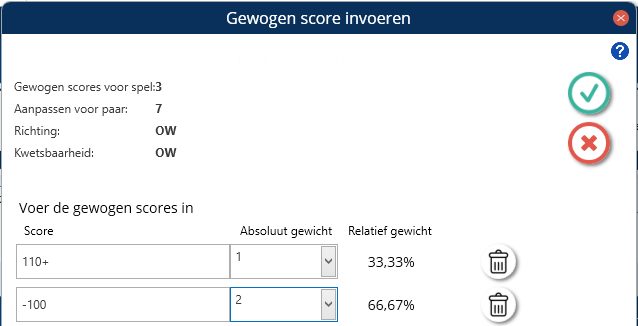 Gewogen score invoeren
?
Gewogen scores voor spel:3
Aanpassen voor paar: 7
Richting: OW
Kwetsbaarheid: OW
Voer de gewogen scores in
Score Absoluut gewicht Relatief gewicht
110+ 1 33,33%
-100 2 66,67%